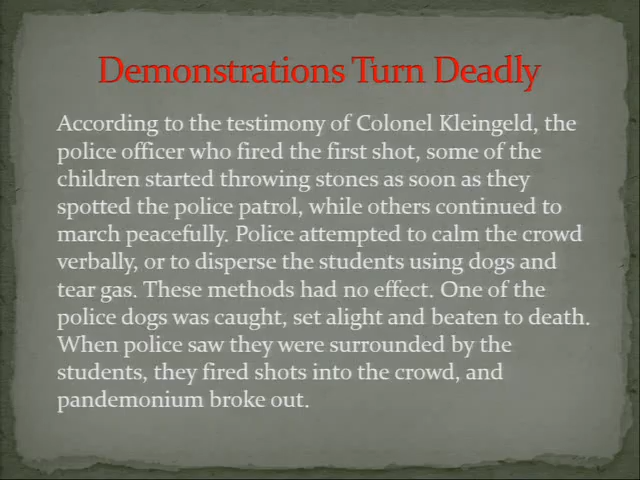 Demonstrations Turn Deadly
According to the testimony of Colonel Kleingeld, the
police officer who fired the first shot, some of the
children started throwing stones as soon as they
spotted the police patrol, while others continued to
march peacefully. Police attempted to calm the crowd
verbally, or to disperse the students using dogs and
tear gas. These methods had no effect. One of the
police dogs was caught, set alight and beaten to death.
When police saw they were surrounded by the
students, they fired shots into the crowd, and
pandemonium broke out.